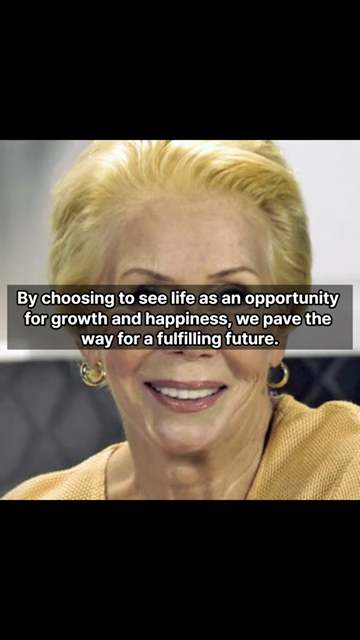 By choosing to see life as an opportunity
for growth and happiness, we pave the
way for a fulfilling future.